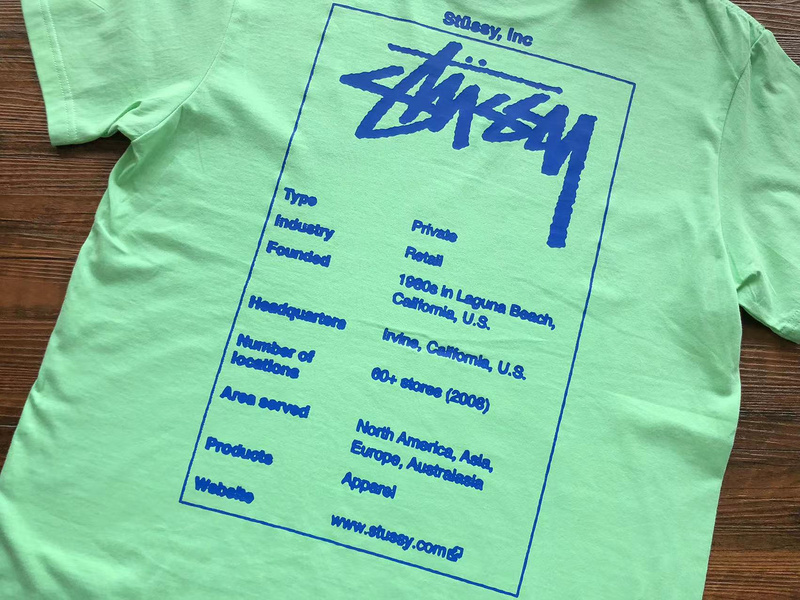 Stüssy, Inc
Stüssy
Type Private
Industry Retail
Founded 1980s in Laguna Beach,
California, U.S.
Headquarters Irvine, California, U.S.
Number of
locations 60+ stores (2008)
Area served North America, Asia,
Europe, Australasia
Products Apparel
Website www.stussy.com